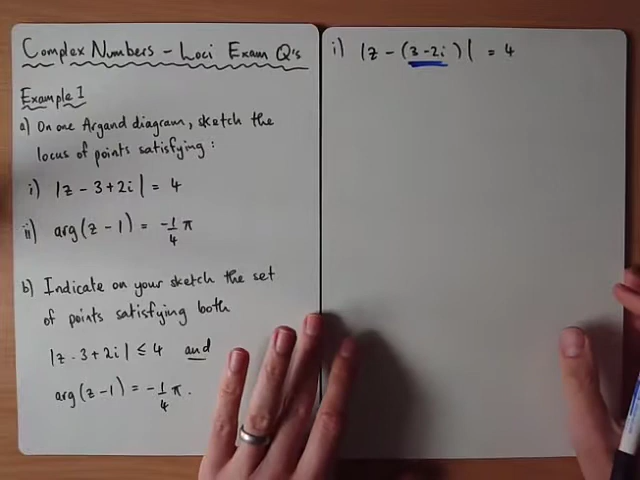 Complex Numbers - Loci Exam Q's
Example 1
a) On one Argand diagram, sketch the
locus of points satisfying:
i) |z - 3 + 2i| = 4
ii) arg(z - 1) = -1/4 π
b) Indicate on your sketch the set
of points satisfying both
|z - 3 + 2i| ≤ 4 and
arg(z - 1) = -1/4 π.
i) |z - (3 - 2i)| = 4